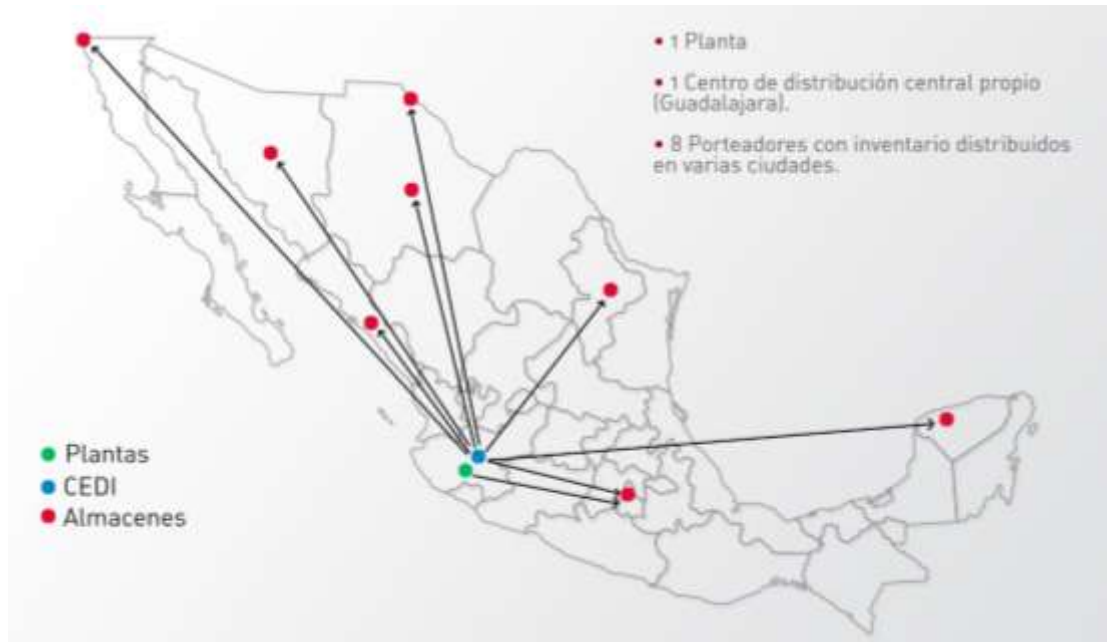 • 1 Planta
• 1 Centro de distribución central propio
(Guadalajara).
• 8 Porteadores con inventario distribuidos
en varias ciudades.
Plantas
CEDI
Almacenes